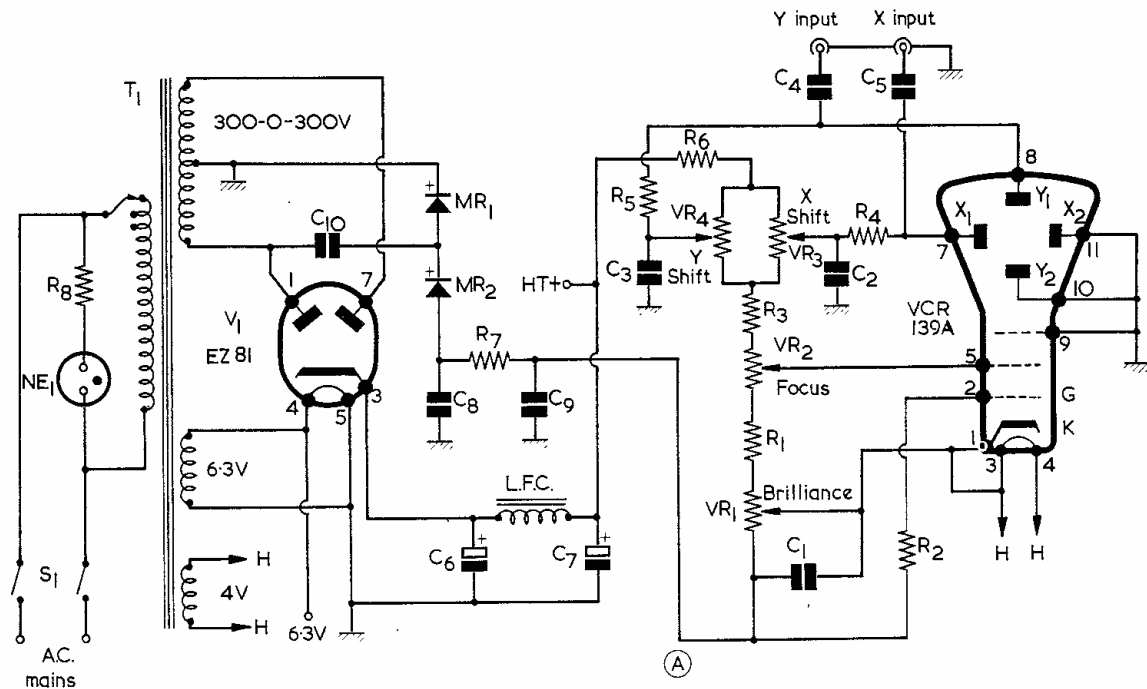 Y input
X input
T1
C4
C5
300-0-300V
R6
8
MR1
R5
X
Shift
Y1
X1
X2
C10
VR4
R4
7
11
R8
C3
Y
Shift
VR3
C2
Y2
1
7
MR2
HT+
10
V1
EZ81
R3
VCR
139A
R7
VR2
9
NE1
5
Focus
4
5
3
C8
C9
2
G
R1
1
K
6·3V
3
4
L.F.C.
Brilliance
VR1
H
C6
+
C7
+
C1
R2
H
H
S1
4V
H
6·3V
A.C.
mains
A
+
+